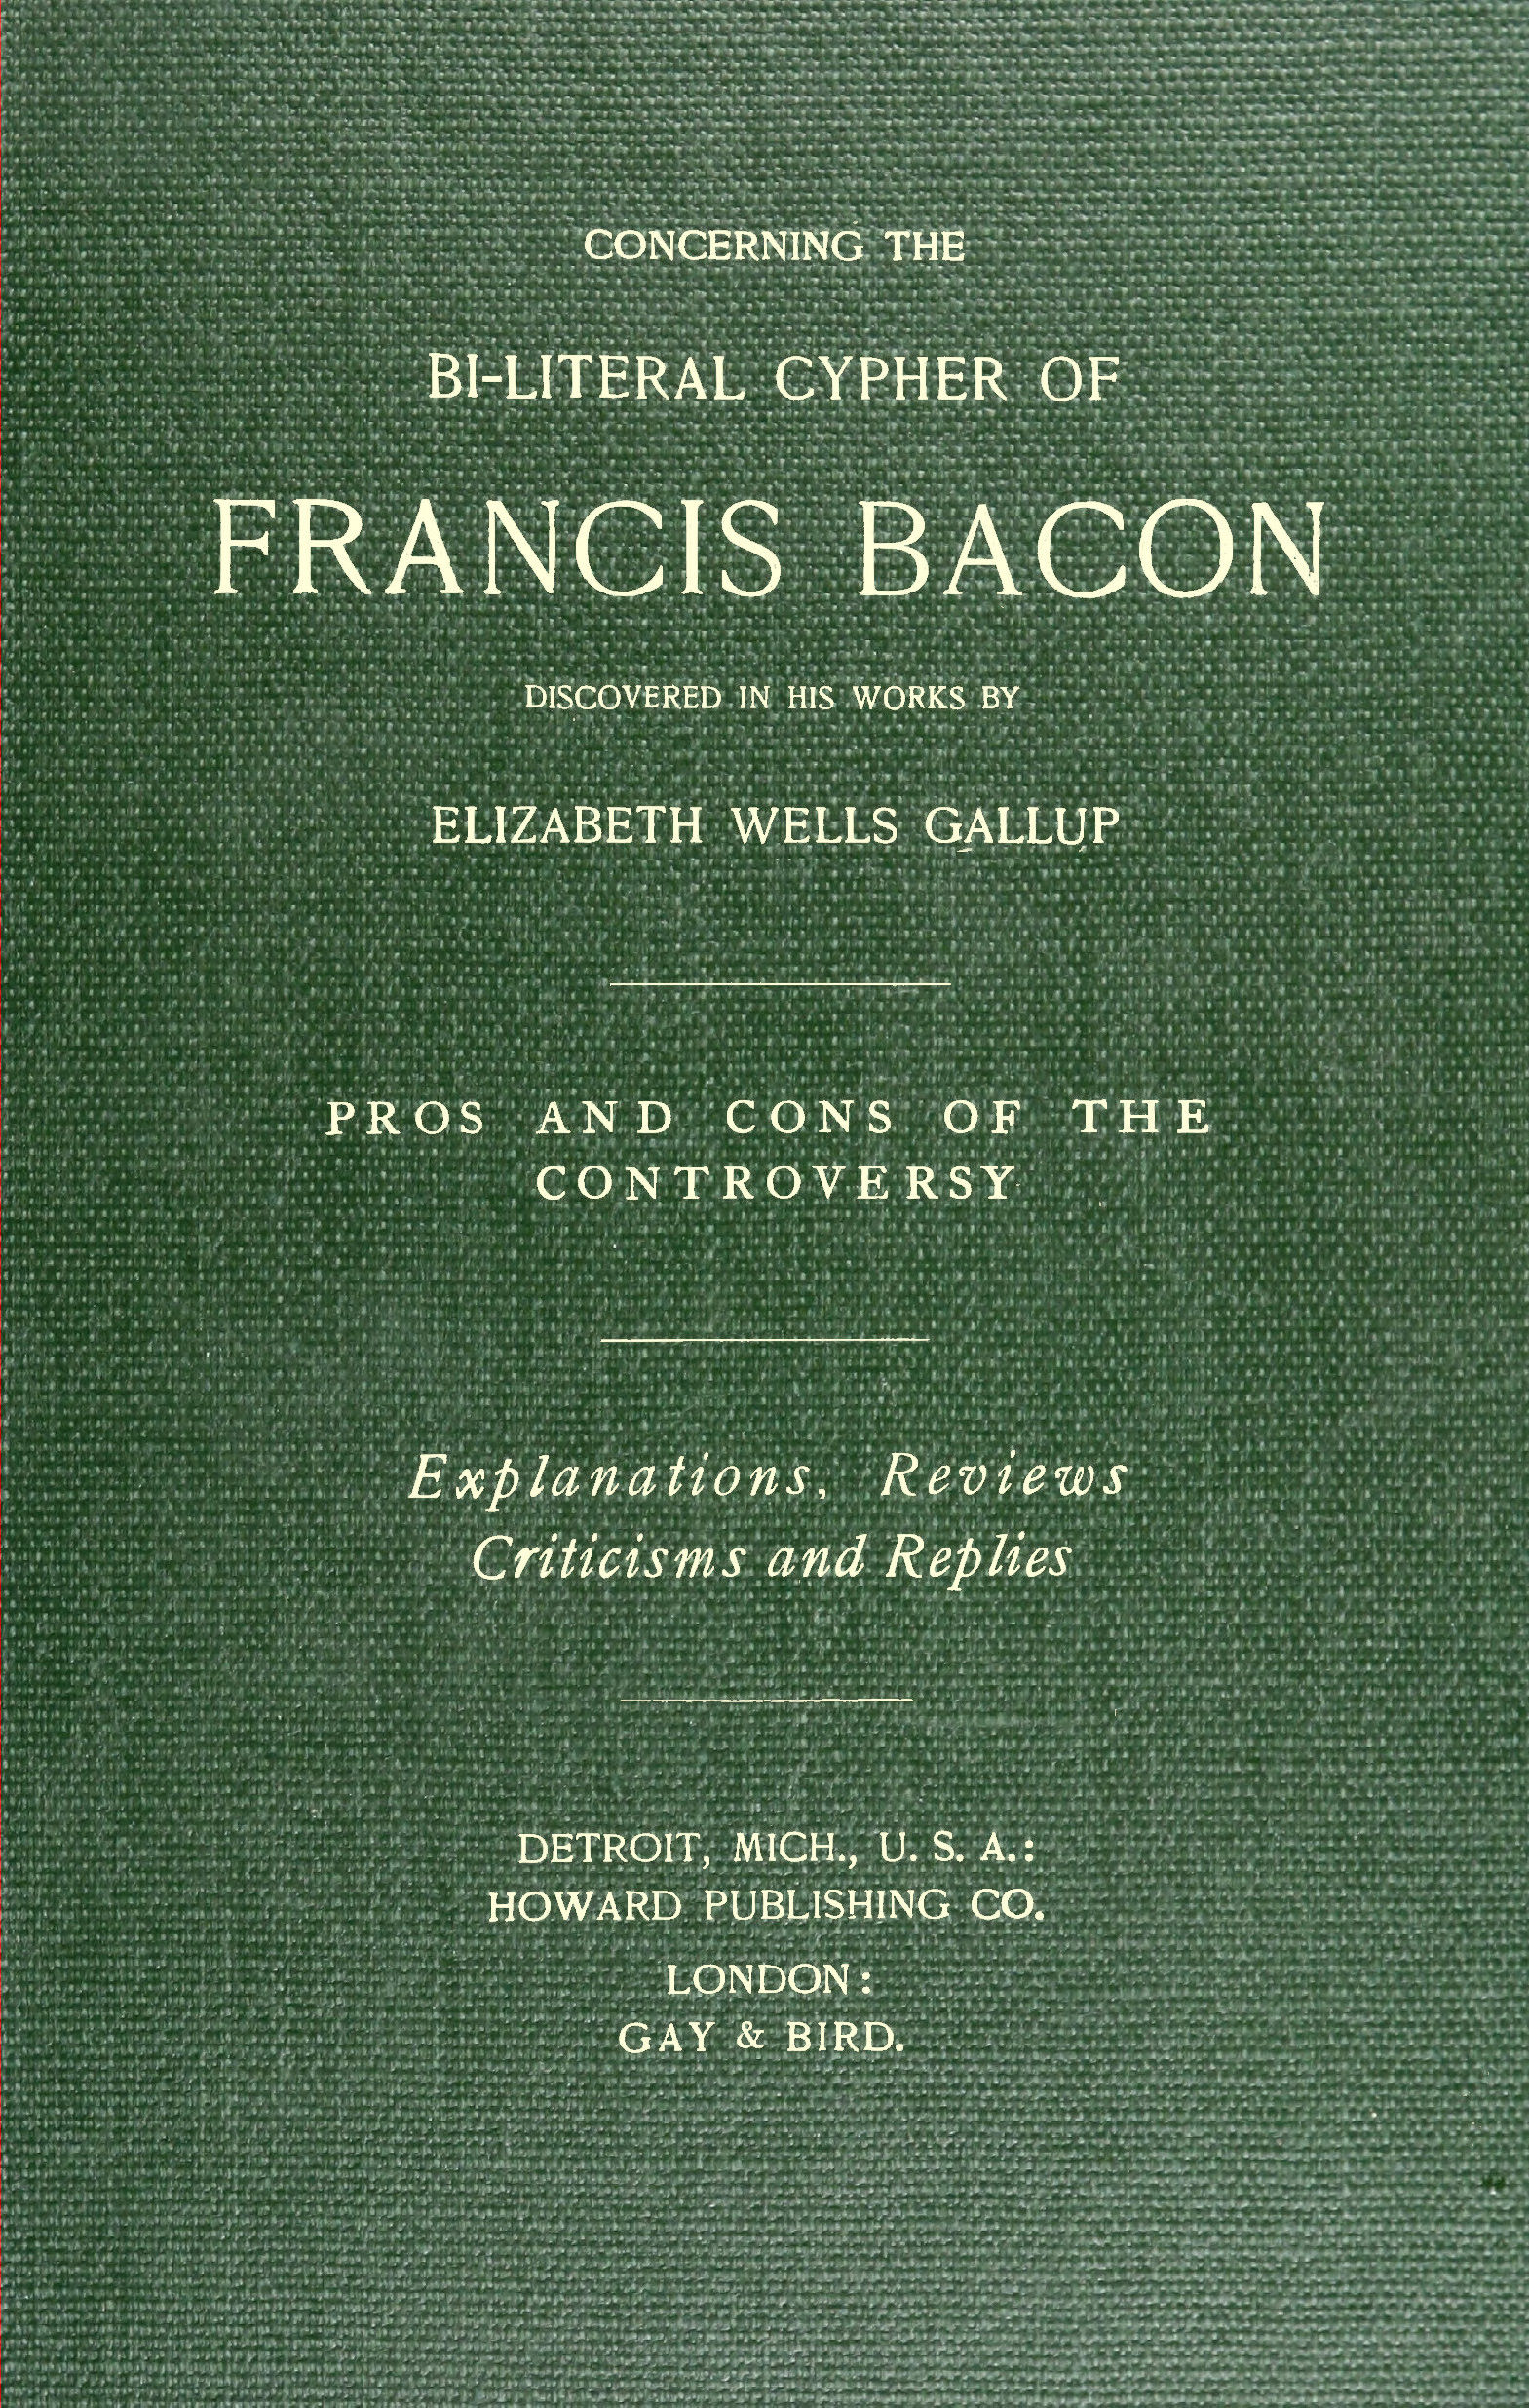 CONCERNING THE
BI-LITERAL CYPHER OF
FRANCIS BACON
DISCOVERED IN HIS WORKS BY
ELIZABETH WELLS GALLUP
PROS AND CONS OF THE
CONTROVERSY
Explanations, Reviews
Criticisms and Replies
DETROIT, MICH., U. S. A.:
HOWARD PUBLISHING CO.
LONDON:
GAY & BIRD.